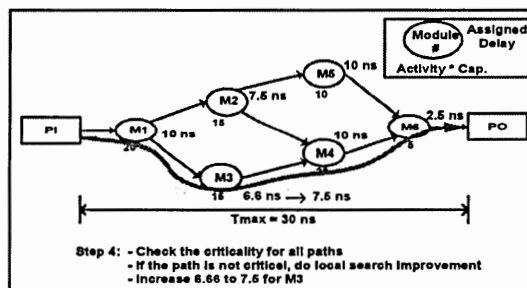 Module #
Assigned Delay
Activity * Cap.
M5
10 ns
10
M2
7.5 ns
15
PI
M1
10 ns
20
M6
2.5 ns
5
PO
10 ns
M4
M3
15
6.6 ns → 7.5 ns
Tmax = 30 ns
Step 4: - Check the criticality for all paths
- If the path is not critical, do local search improvement
- Increase 6.66 to 7.5 for M3